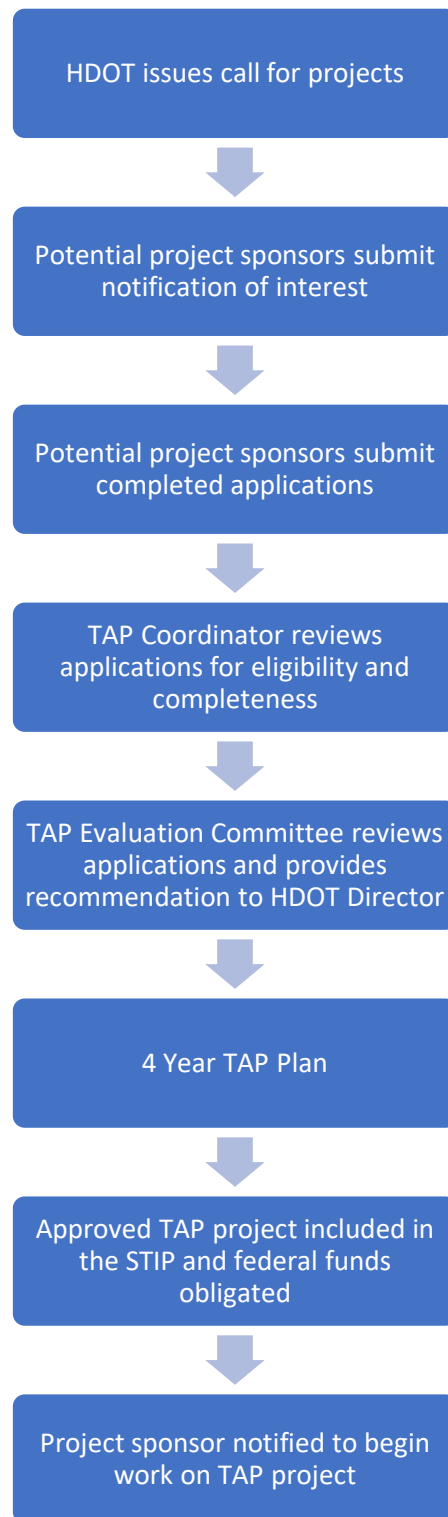 HDOT issues call for projects
Potential project sponsors submit
notification of interest
Potential project sponsors submit
completed applications
TAP Coordinator reviews
applications for eligibility and
completeness
TAP Evaluation Committee reviews
applications and provides
recommendation to HDOT Director
4 Year TAP Plan
Approved TAP project included in
the STIP and federal funds
obligated
Project sponsor notified to begin
work on TAP project